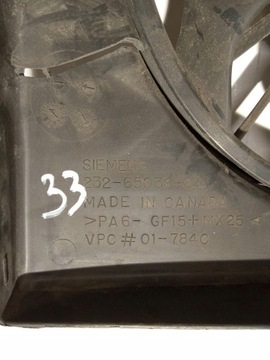 33
SIEMENS
MADE IN CANADA
>PA6- GF15+MX25<
VPC # 01-7840